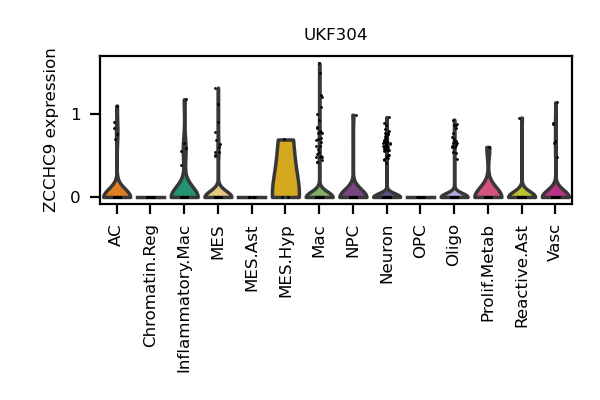 UKF304
ZCCHC9 expression
1
0
AC
Chromatin.Reg
Inflammatory.Mac
MES
MES.Ast
MES.Hyp
Mac
NPC
Neuron
OPC
Oligo
Prolif.Metab
Reactive.Ast
Vasc